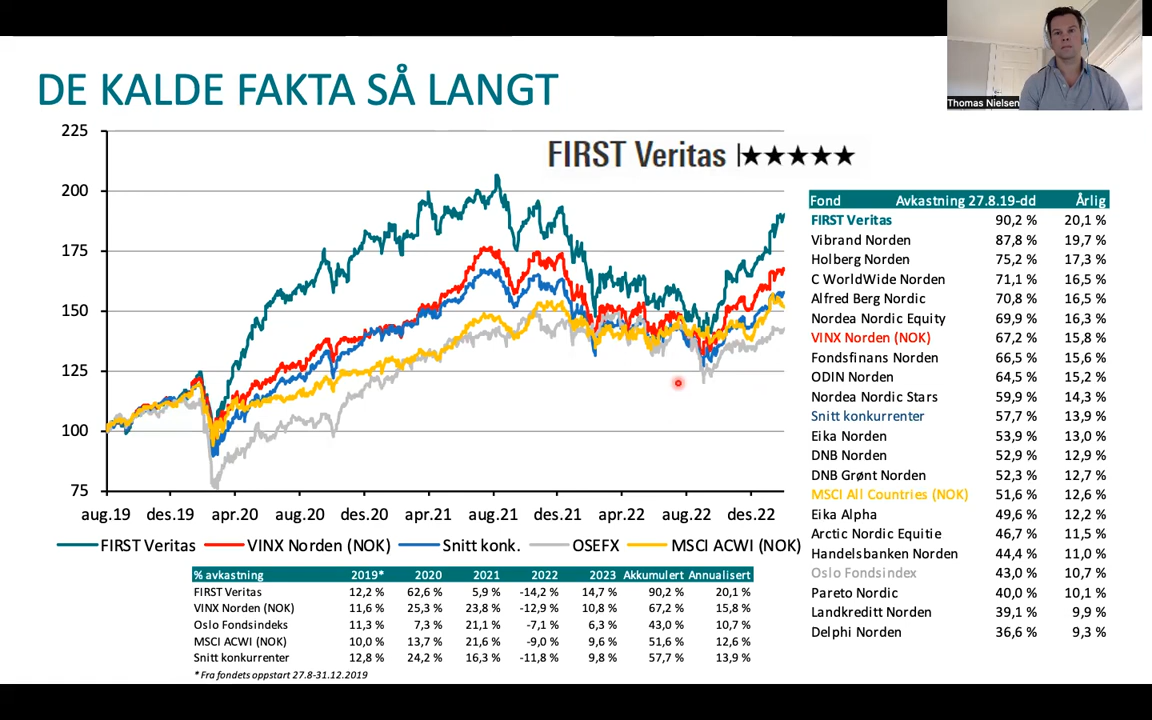 DE KALDE FAKTA SÅ LANGT
Thomas Nielsen
FIRST Veritas |★★★★★
225
200
175
150
125
100
75
aug.19 des.19 apr.20 aug.20 des.20 apr.21 aug.21 des.21 apr.22 aug.22 des.22
FIRST Veritas VINX Norden (NOK) Snitt konk. OSEFX MSCI ACWI (NOK)
Fond Avkastning 27.8.19-dd Årlig
FIRST Veritas 90,2 % 20,1 %
Vibrand Norden 87,8 % 19,7 %
Holberg Norden 75,2 % 17,3 %
C WorldWide Norden 71,1 % 16,5 %
Alfred Berg Nordic 70,8 % 16,5 %
Nordea Nordic Equity 69,9 % 16,3 %
VINX Norden (NOK) 67,2 % 15,8 %
Fondsfinans Norden 66,5 % 15,6 %
ODIN Norden 64,5 % 15,2 %
Nordea Nordic Stars 59,9 % 14,3 %
Snitt konkurrenter 57,7 % 13,9 %
Eika Norden 53,9 % 13,0 %
DNB Norden 52,9 % 12,9 %
DNB Grønt Norden 52,3 % 12,7 %
MSCI All Countries (NOK) 51,6 % 12,6 %
Eika Alpha 49,6 % 12,2 %
Arctic Nordic Equitie 46,7 % 11,5 %
Handelsbanken Norden 44,4 % 11,0 %
Oslo Fondsindex 43,0 % 10,7 %
Pareto Nordic 40,0 % 10,1 %
Landkreditt Norden 39,1 % 9,9 %
Delphi Norden 36,6 % 9,3 %
% avkastning 2019* 2020 2021 2022 2023 Akkumulert Annualisert
FIRST Veritas 12,2 % 62,6 % 5,9 % -14,2 % 14,7 % 90,2 % 20,1 %
VINX Norden (NOK) 11,6 % 25,3 % 23,8 % -12,9 % 10,8 % 67,2 % 15,8 %
Oslo Fondsindeks 11,3 % 7,3 % 21,1 % -7,1 % 6,3 % 43,0 % 10,7 %
MSCI ACWI (NOK) 10,0 % 13,7 % 21,6 % -9,0 % 9,6 % 51,6 % 12,6 %
Snitt konkurrenter 12,8 % 24,2 % 16,3 % -11,8 % 9,8 % 57,7 % 13,9 %
* Fra fondets oppstart 27.8-31.12.2019